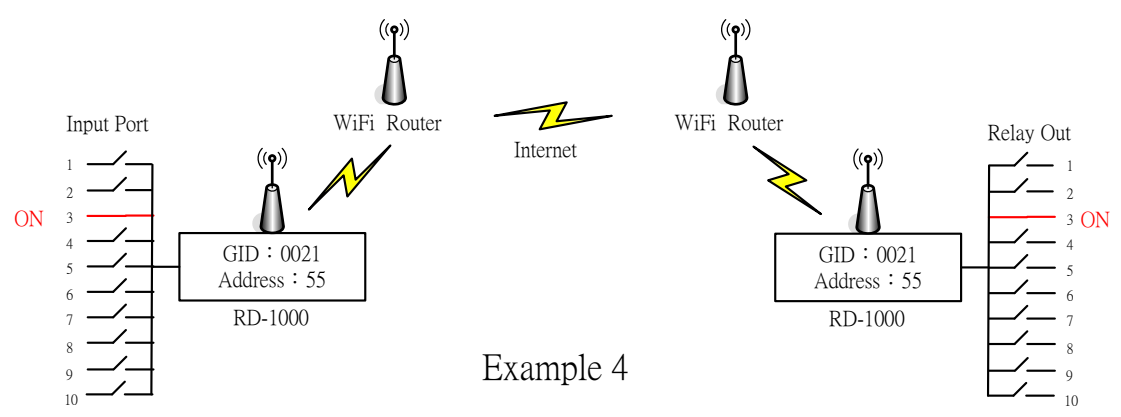 Input Port
1
2
ON 3
4
5
6
7
8
9
10
GID：0021
Address：55
RD-1000
WiFi Router
Internet
WiFi Router
GID：0021
Address：55
RD-1000
Relay Out
1
2
3 ON
4
5
6
7
8
9
10
Example 4